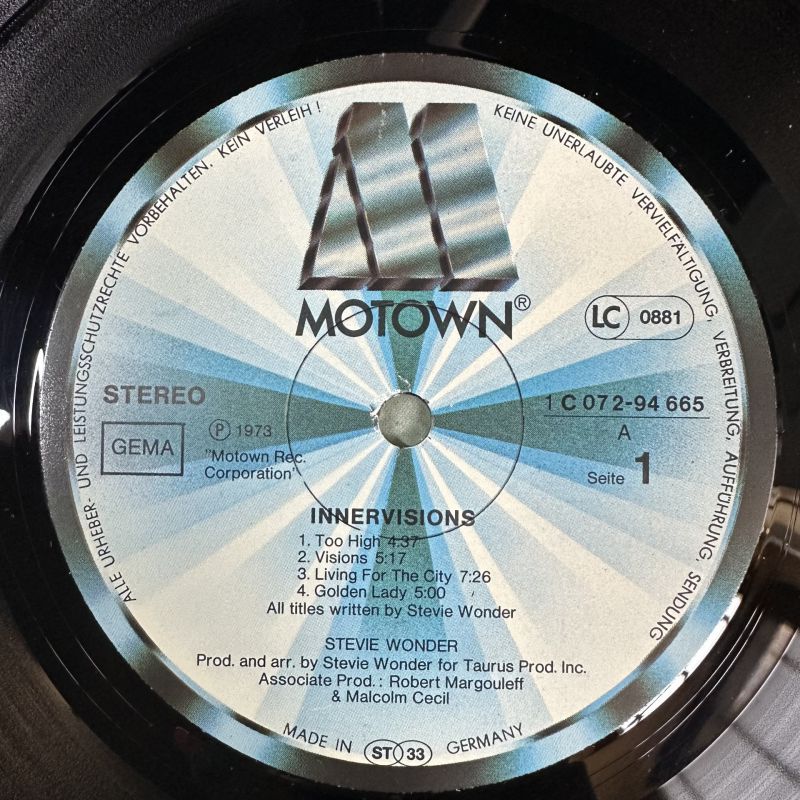 ALLE URHEBER- UND LEISTUNGSSCHUTZRECHTE VORBEHALTEN. KEIN VERLEIH!
KEINE UNERLAUBTE VERVIELFÄLTIGUNG, VERBREITUNG, AUFFÜHRUNG, SENDUNG
M
MOTOWN®
LC 0881
STEREO
GEMA
Ⓟ 1973
"Motown Rec.
Corporation"
1 C 072-94 665
A
Seite 1
INNERVISIONS
1. Too High 4:37
2. Visions 5:17
3. Living For The City 7:26
4. Golden Lady 5:00
All titles written by Stevie Wonder
STEVIE WONDER
Prod. and arr. by Stevie Wonder for Taurus Prod. Inc.
Associate Prod.: Robert Margouleff
& Malcolm Cecil
MADE IN ST 33 GERMANY